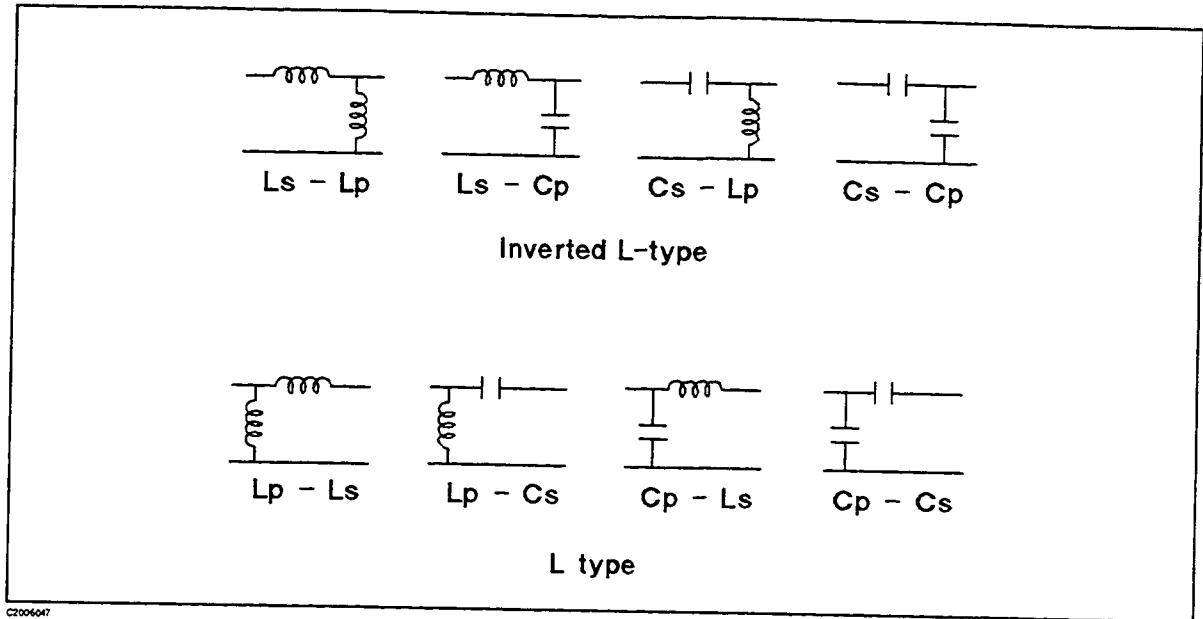 Ls - Lp
Ls - Cp
Cs - Lp
Cs - Cp
Inverted L-type
Lp - Ls
Lp - Cs
Cp - Ls
Cp - Cs
L type
C2006047